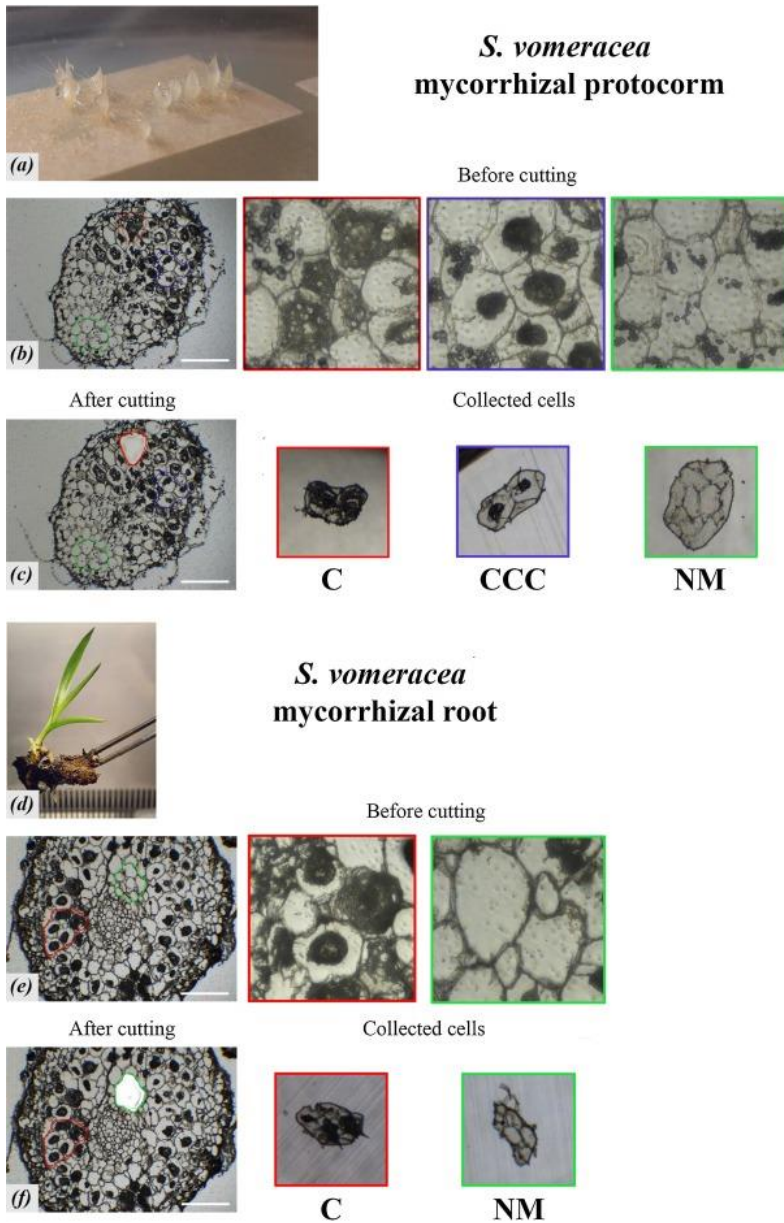 S. vomeracea
mycorrhizal protocorm
(a)
Before cutting
(b)
After cutting
Collected cells
(c)
C
CCC
NM
S. vomeracea
mycorrhizal root
(d)
Before cutting
(e)
After cutting
Collected cells
(f)
C
NM